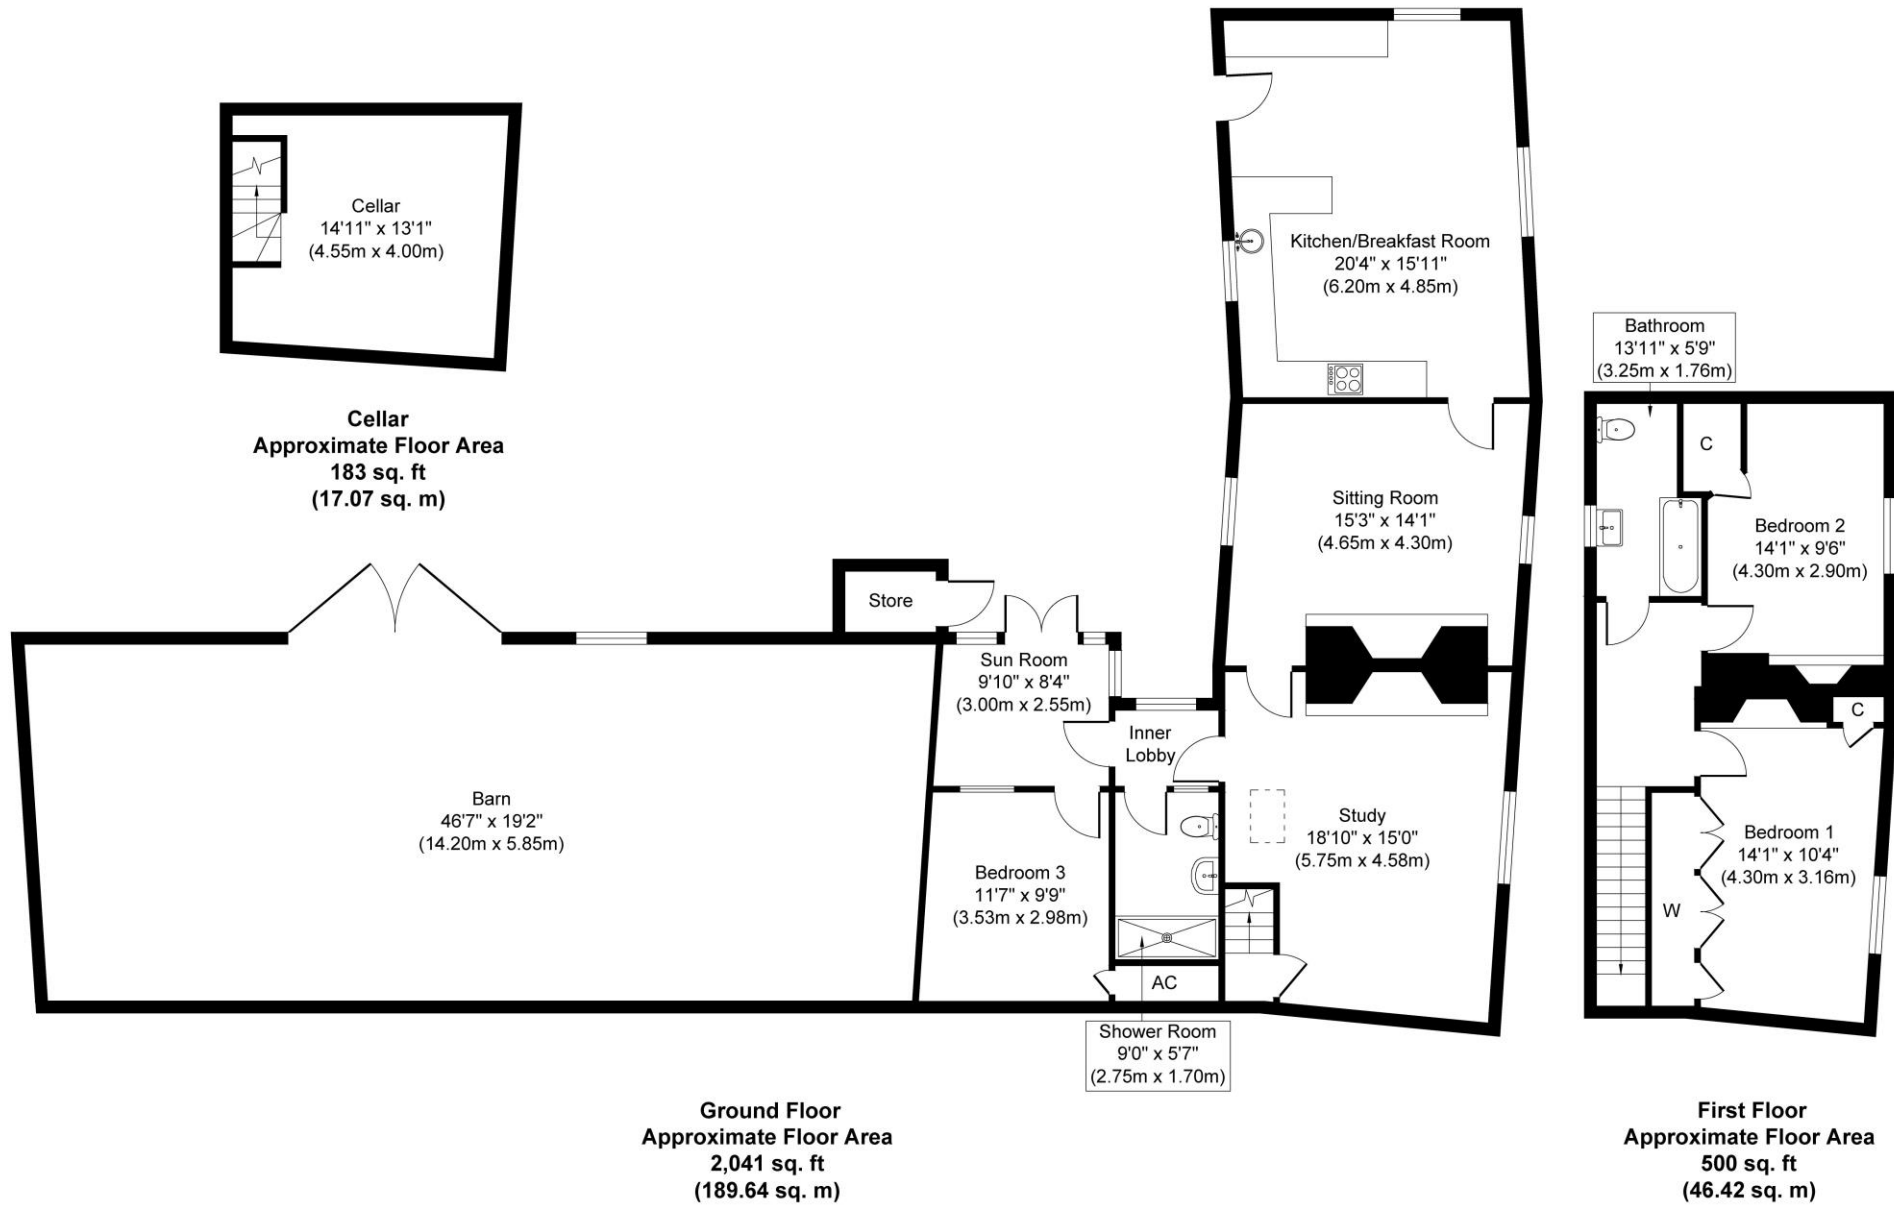 Cellar
14'11" x 13'1"
(4.55m x 4.00m)
Cellar
Approximate Floor Area
183 sq. ft
(17.07 sq. m)
Kitchen/Breakfast Room
20'4" x 15'11"
(6.20m x 4.85m)
Sitting Room
15'3" x 14'1"
(4.65m x 4.30m)
Store
Sun Room
9'10" x 8'4"
(3.00m x 2.55m)
Inner
Lobby
Barn
46'7" x 19'2"
(14.20m x 5.85m)
Study
18'10" x 15'0"
(5.75m x 4.58m)
Bedroom 3
11'7" x 9'9"
(3.53m x 2.98m)
AC
Shower Room
9'0" x 5'7"
(2.75m x 1.70m)
Ground Floor
Approximate Floor Area
2,041 sq. ft
(189.64 sq. m)
Bathroom
13'11" x 5'9"
(3.25m x 1.76m)
C
Bedroom 2
14'1" x 9'6"
(4.30m x 2.90m)
C
Bedroom 1
14'1" x 10'4"
(4.30m x 3.16m)
W
First Floor
Approximate Floor Area
500 sq. ft
(46.42 sq. m)